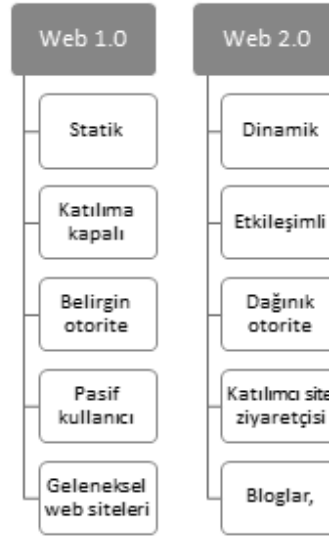 Web 1.0
Statik
Katılıma
kapalı
Belirgin
otorite
Pasif
kullanıcı
Geleneksel
web siteleri
Web 2.0
Dinamik
Etkileşimli
Dağınık
otorite
Katılımcı site
ziyaretçisi
Bloglar,